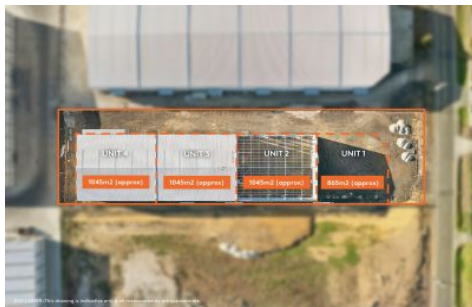 UNIT 4
UNIT 3
UNIT 2
UNIT 1
1045m2 (approx)
1045m2 (approx)
1045m2 (approx)
865m2 (approx)